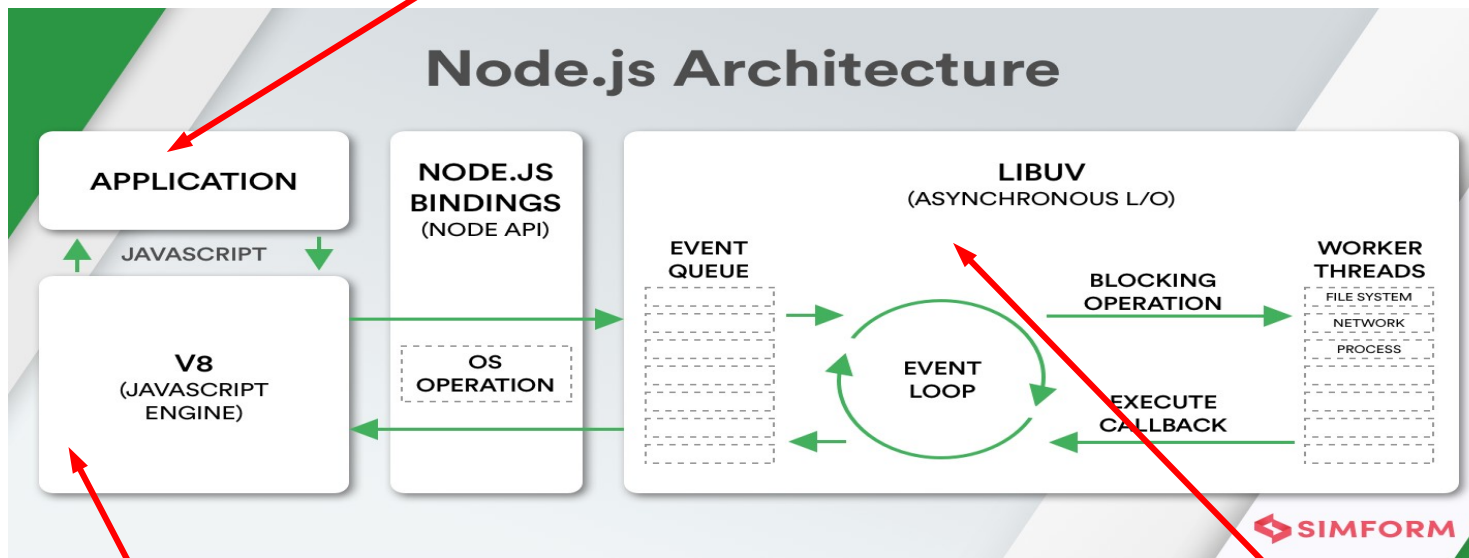 Node.js Architecture
APPLICATION
JAVASCRIPT
V8
(JAVASCRIPT
ENGINE)
NODE.JS
BINDINGS
(NODE API)
OS
OPERATION
LIBUV
(ASYNCHRONOUS L/O)
EVENT
QUEUE
EVENT
LOOP
BLOCKING
OPERATION
EXECUTE
CALLBACK
WORKER
THREADS
FILE SYSTEM
NETWORK
PROCESS
SIMFORM